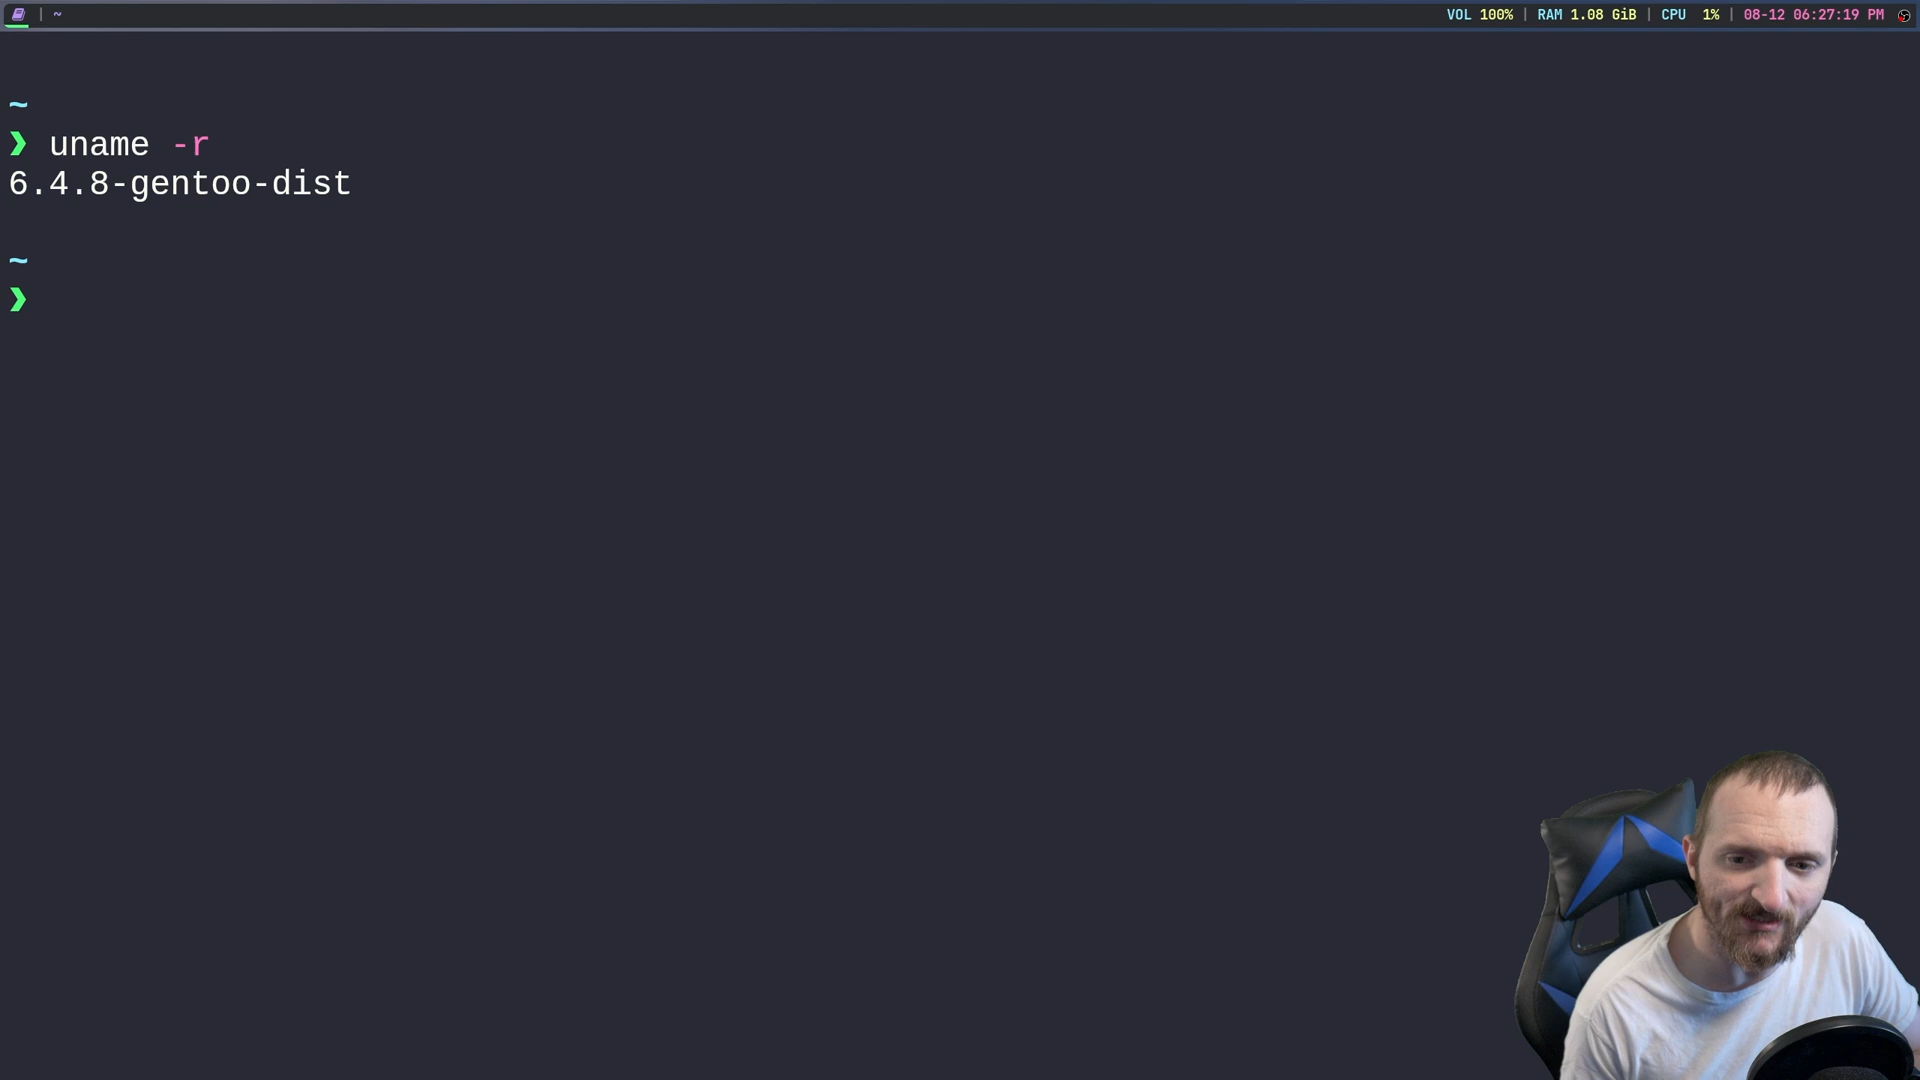 | ~
VOL 100% | RAM 1.08 GiB | CPU 1% | 08-12 06:27:19 PM
~
❯ uname -r
6.4.8-gentoo-dist
~
❯